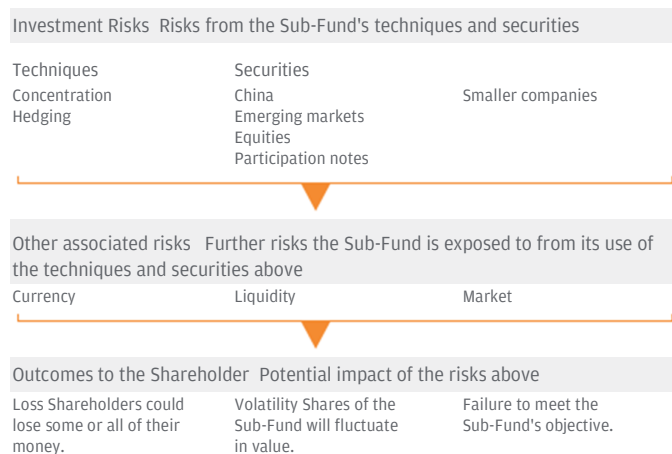 Investment Risks Risks from the Sub-Fund's techniques and securities
Techniques
Concentration
Hedging
Securities
China
Emerging markets
Equities
Participation notes
Smaller companies
Other associated risks Further risks the Sub-Fund is exposed to from its use of
the techniques and securities above
Currency
Liquidity
Market
Outcomes to the Shareholder Potential impact of the risks above
Loss Shareholders could
lose some or all of their
money.
Volatility Shares of the
Sub-Fund will fluctuate
in value.
Failure to meet the
Sub-Fund's objective.